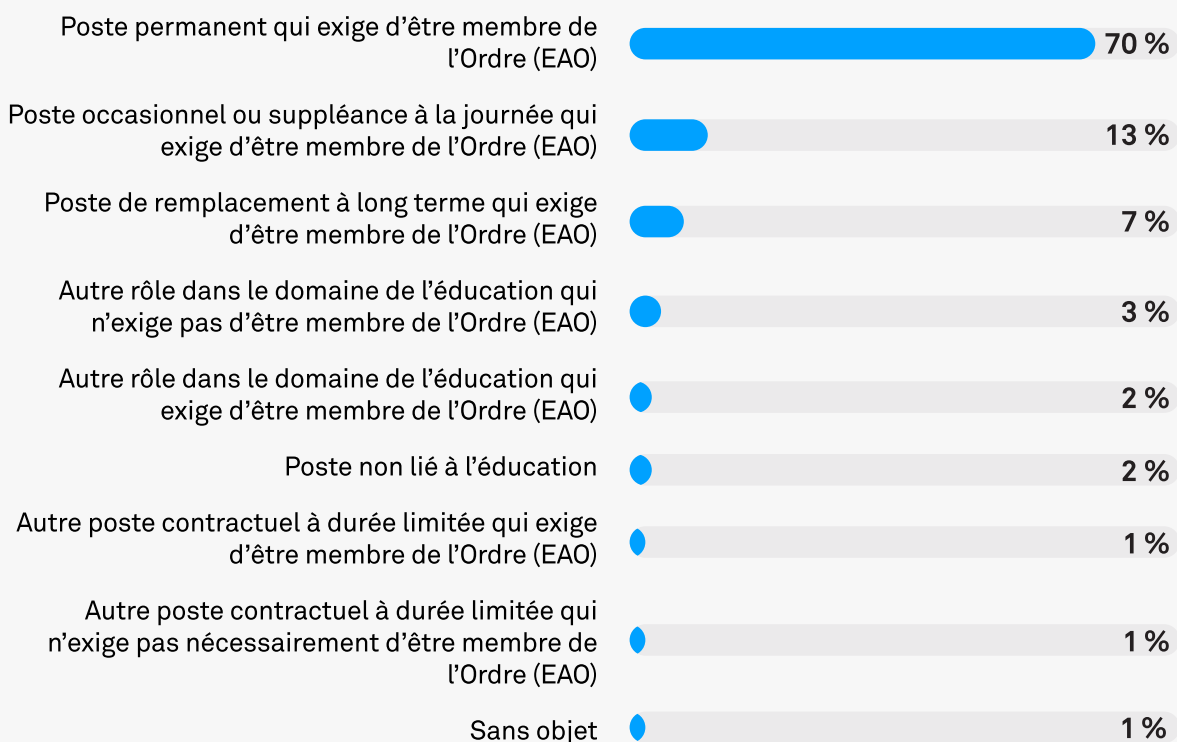 Poste permanent qui exige d’être membre de
l’Ordre (EAO)
70 %
Poste occasionnel ou suppléance à la journée qui
exige d’être membre de l’Ordre (EAO)
13 %
Poste de remplacement à long terme qui exige
d’être membre de l’Ordre (EAO)
7 %
Autre rôle dans le domaine de l’éducation qui
n’exige pas d’être membre de l’Ordre (EAO)
3 %
Autre rôle dans le domaine de l’éducation qui
exige d’être membre de l’Ordre (EAO)
2 %
Poste non lié à l’éducation
2 %
Autre poste contractuel à durée limitée qui exige
d’être membre de l’Ordre (EAO)
1 %
Autre poste contractuel à durée limitée qui
n’exige pas nécessairement d’être membre de
l’Ordre (EAO)
1 %
Sans objet
1 %